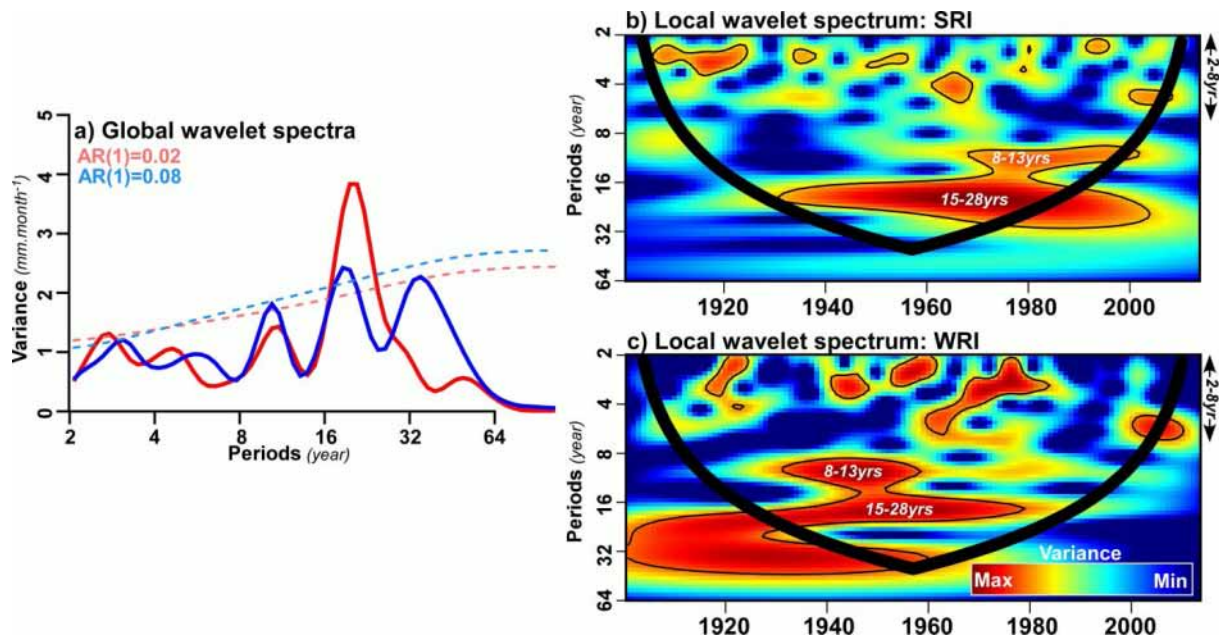 a) Global wavelet spectra
AR(1)=0.02
AR(1)=0.08
Variance (mm.month⁻¹)
5
4
3
2
1
0
2 4 8 16 32 64
Periods (year)
b) Local wavelet spectrum: SRI
Periods (year)
2
4
8
16
32
64
2-8yr
8-13yrs
15-28yrs
1920 1940 1960 1980 2000
c) Local wavelet spectrum: WRI
Periods (year)
2
4
8
16
32
64
2-8yr
8-13yrs
15-28yrs
Variance
Max Min
1920 1940 1960 1980 2000